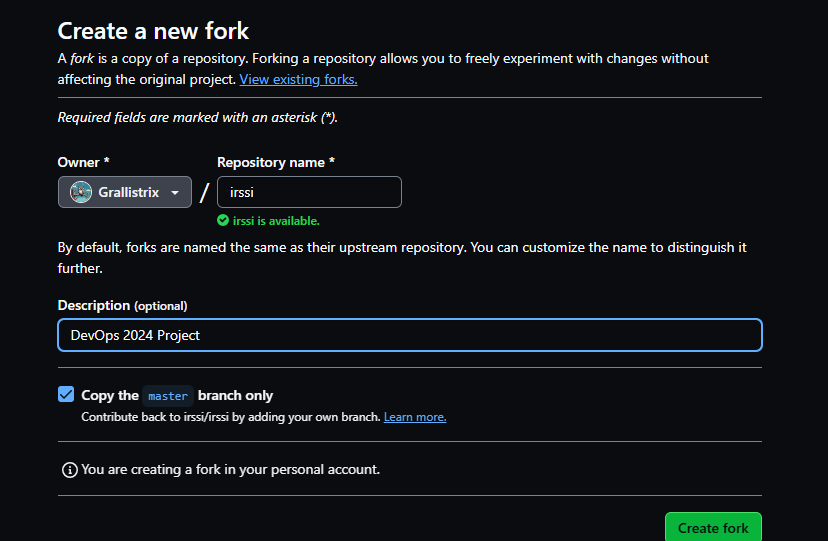 Create a new fork
A fork is a copy of a repository. Forking a repository allows you to freely experiment with changes without
affecting the original project. View existing forks.
Required fields are marked with an asterisk (*).
Owner * Repository name *
Grallistrix / irssi
irssi is available.
By default, forks are named the same as their upstream repository. You can customize the name to distinguish it
further.
Description (optional)
DevOps 2024 Project
Copy the master branch only
Contribute back to irssi/irssi by adding your own branch. Learn more.
You are creating a fork in your personal account.
Create fork